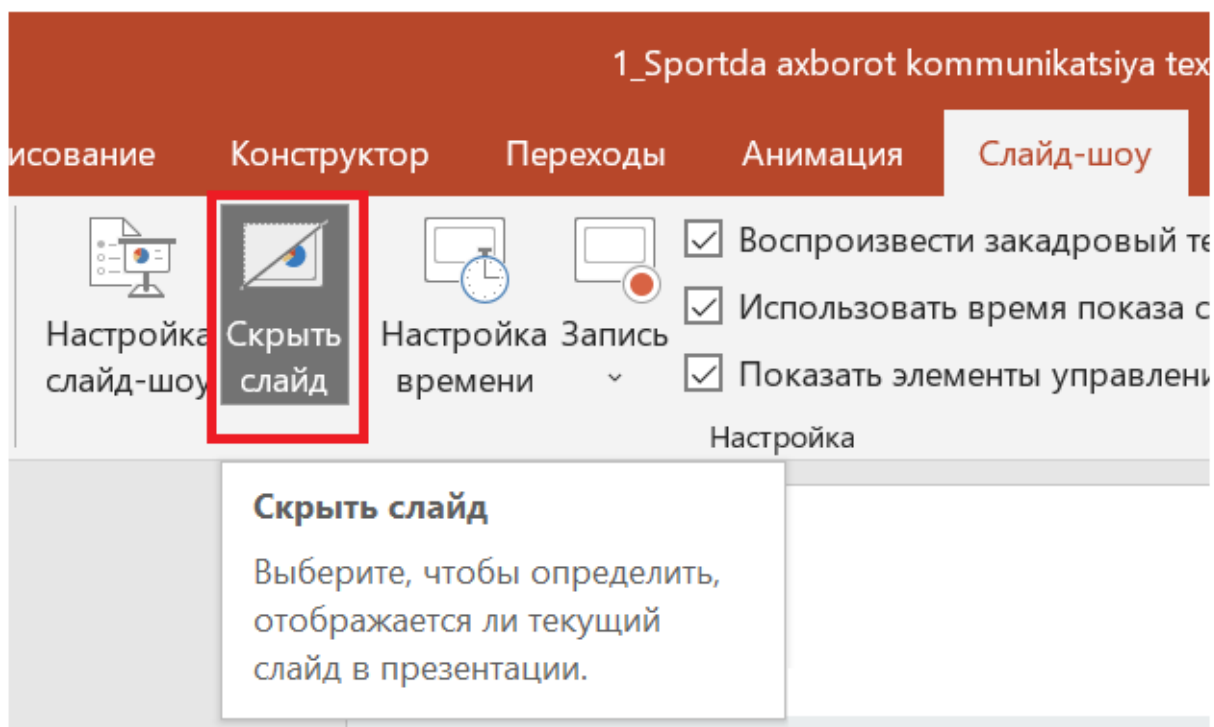 1_Sportda axborot kommunikatsiya tex
исование Конструктор Переходы Анимация Слайд-шоу
Настройка слайд-шоу
Скрыть слайд
Настройка времени
Запись
Воспроизвести закадровый те
Использовать время показа с
Показать элементы управлени
Настройка
Скрыть слайд
Выберите, чтобы определить,
отображается ли текущий
слайд в презентации.